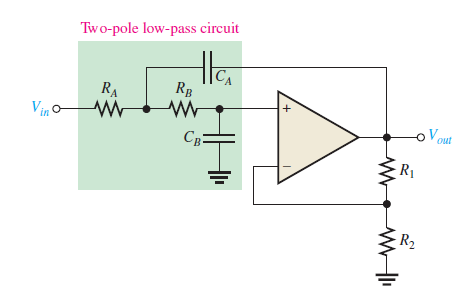 Two-pole low-pass circuit
C_A
R_A
R_B
V_in
+
V_out
C_B
−
R_1
R_2